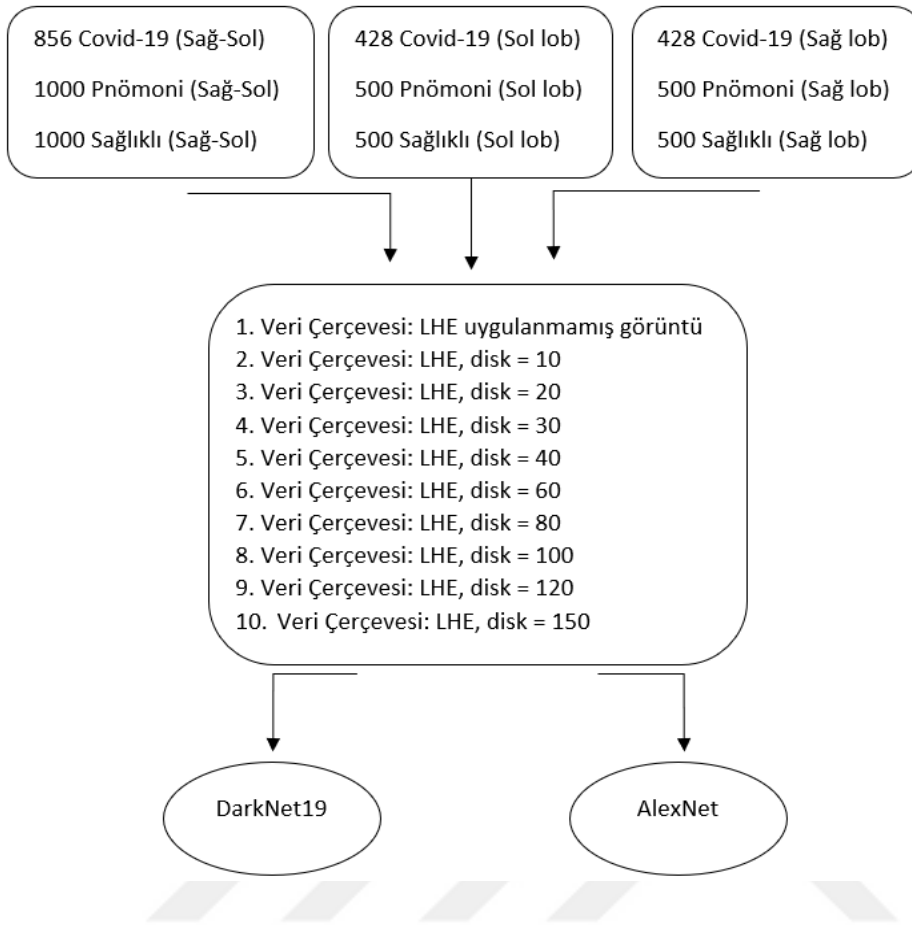 856 Covid-19 (Sağ-Sol)
1000 Pnömoni (Sağ-Sol)
1000 Sağlıklı (Sağ-Sol)
428 Covid-19 (Sol lob)
500 Pnömoni (Sol lob)
500 Sağlıklı (Sol lob)
428 Covid-19 (Sağ lob)
500 Pnömoni (Sağ lob)
500 Sağlıklı (Sağ lob)
1. Veri Çerçevesi: LHE uygulanmamış görüntü
2. Veri Çerçevesi: LHE, disk = 10
3. Veri Çerçevesi: LHE, disk = 20
4. Veri Çerçevesi: LHE, disk = 30
5. Veri Çerçevesi: LHE, disk = 40
6. Veri Çerçevesi: LHE, disk = 60
7. Veri Çerçevesi: LHE, disk = 80
8. Veri Çerçevesi: LHE, disk = 100
9. Veri Çerçevesi: LHE, disk = 120
10. Veri Çerçevesi: LHE, disk = 150
DarkNet19
AlexNet